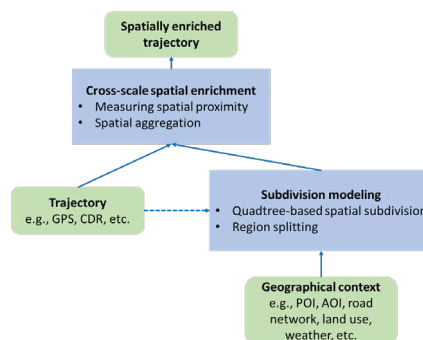 Spatially enriched
trajectory
Cross-scale spatial enrichment
• Measuring spatial proximity
• Spatial aggregation
Trajectory
e.g., GPS, CDR, etc.
Subdivision modeling
• Quadtree-based spatial subdivision
• Region splitting
Geographical context
e.g., POI, AOI, road
network, land use,
weather, etc.